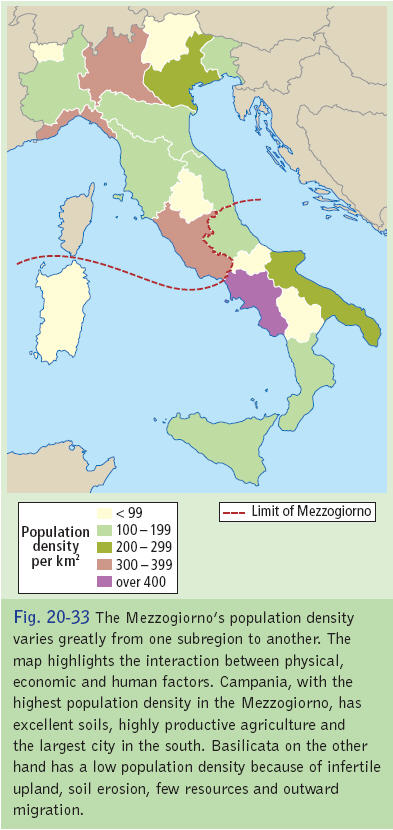 Population
density
per km²
< 99
100 – 199
200 – 299
300 – 399
over 400
Limit of Mezzogiorno
Fig. 20-33 The Mezzogiorno's population density
varies greatly from one subregion to another. The
map highlights the interaction between physical,
economic and human factors. Campania, with the
highest population density in the Mezzogiorno, has
excellent soils, highly productive agriculture and
the largest city in the south. Basilicata on the other
hand has a low population density because of infertile
upland, soil erosion, few resources and outward
migration.